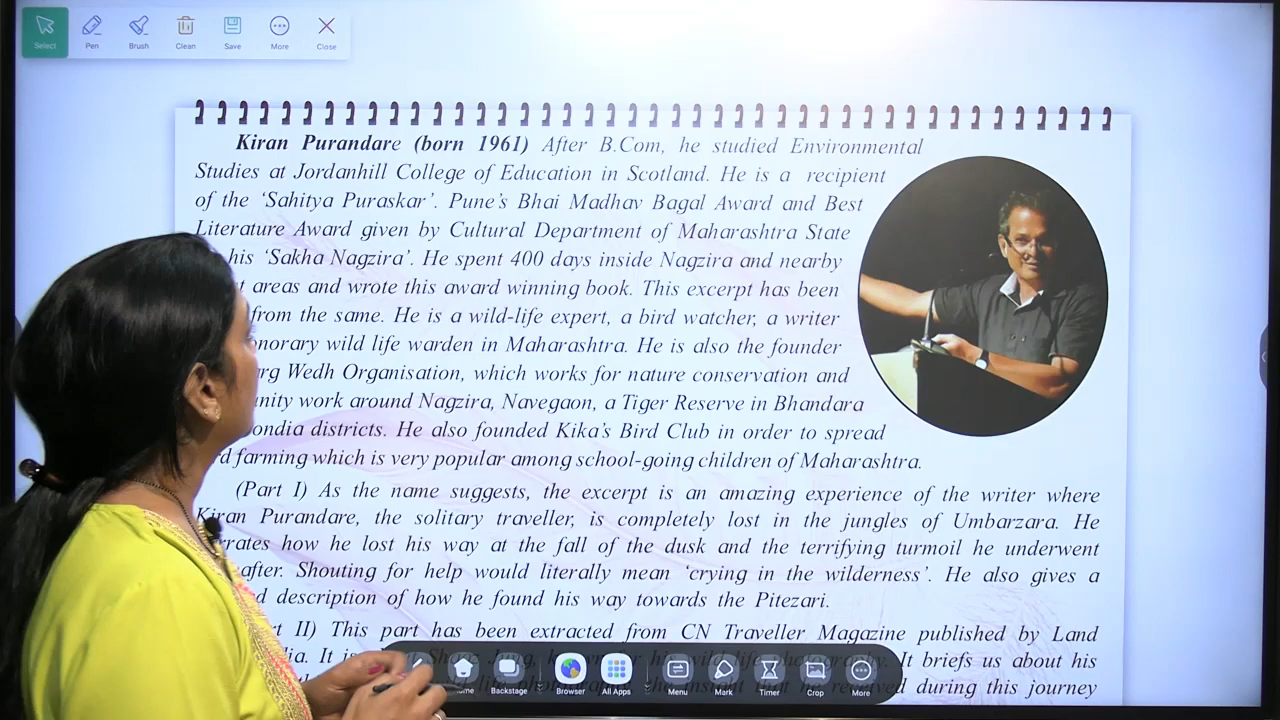 Select Pen Brush Clean Save More Close
Kiran Purandare (born 1961) After B.Com, he studied Environmental
Studies at Jordanhill College of Education in Scotland. He is a recipient
of the ‘Sahitya Puraskar’. Pune’s Bhai Madhav Bagal Award and Best
Literature Award given by Cultural Department of Maharashtra State
his ‘Sakha Nagzira’. He spent 400 days inside Nagzira and nearby
areas and wrote this award winning book. This excerpt has been
from the same. He is a wild-life expert, a bird watcher, a writer
wild life warden in Maharashtra. He is also the founder
Wedh Organisation, which works for nature conservation and
work around Nagzira, Navegaon, a Tiger Reserve in Bhandara
districts. He also founded Kika’s Bird Club in order to spread
farming which is very popular among school-going children of Maharashtra.
(Part I) As the name suggests, the excerpt is an amazing experience of the writer where
Kiran Purandare, the solitary traveller, is completely lost in the jungles of Umbarzara. He
how he lost his way at the fall of the dusk and the terrifying turmoil he underwent
Shouting for help would literally mean ‘crying in the wilderness’. He also gives a
description of how he found his way towards the Pitezari.
II) This part has been extracted from CN Traveller Magazine published by Land
It briefs us about his
during this journey
Backstage Browser All Apps Menu Mark Timer Crop More